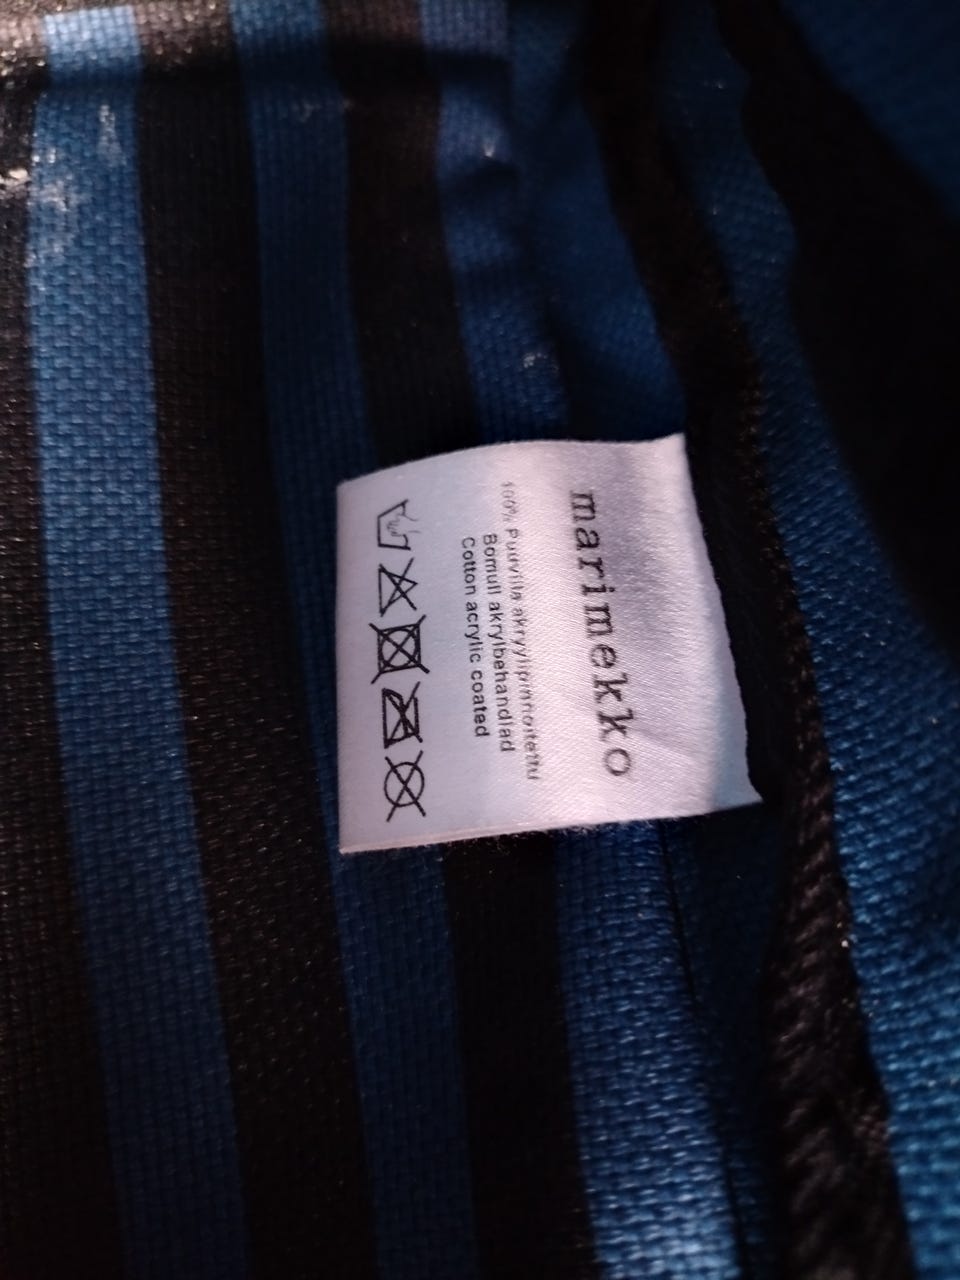 marimekko
100% Puuvilla akryylipinnoitettu
Bomull akrylbehandlad
Cotton acrylic coated